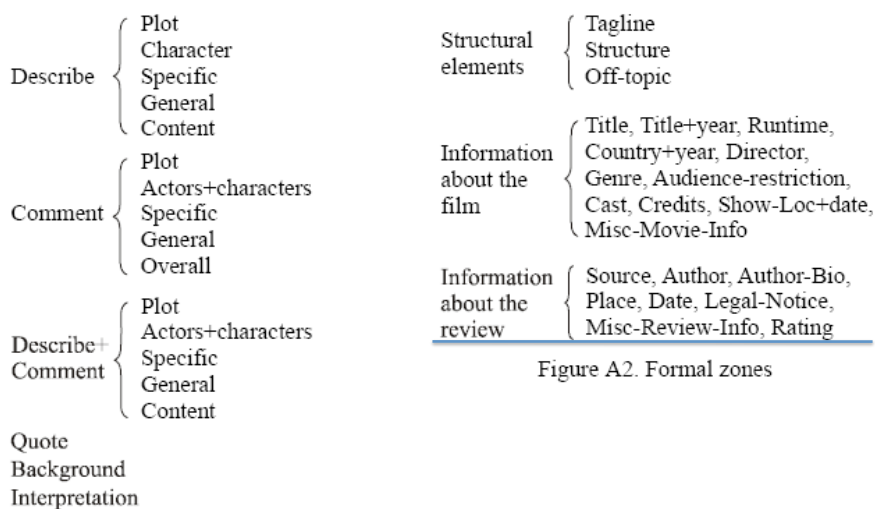 Describe
Plot
Character
Specific
General
Content
Comment
Plot
Actors+characters
Specific
General
Overall
Describe+
Comment
Plot
Actors+characters
Specific
General
Content
Quote
Background
Interpretation
Structural
elements
Tagline
Structure
Off-topic
Information
about the
film
Title, Title+year, Runtime,
Country+year, Director,
Genre, Audience-restriction,
Cast, Credits, Show-Loc+date,
Misc-Movie-Info
Information
about the
review
Source, Author, Author-Bio,
Place, Date, Legal-Notice,
Misc-Review-Info, Rating
Figure A2. Formal zones